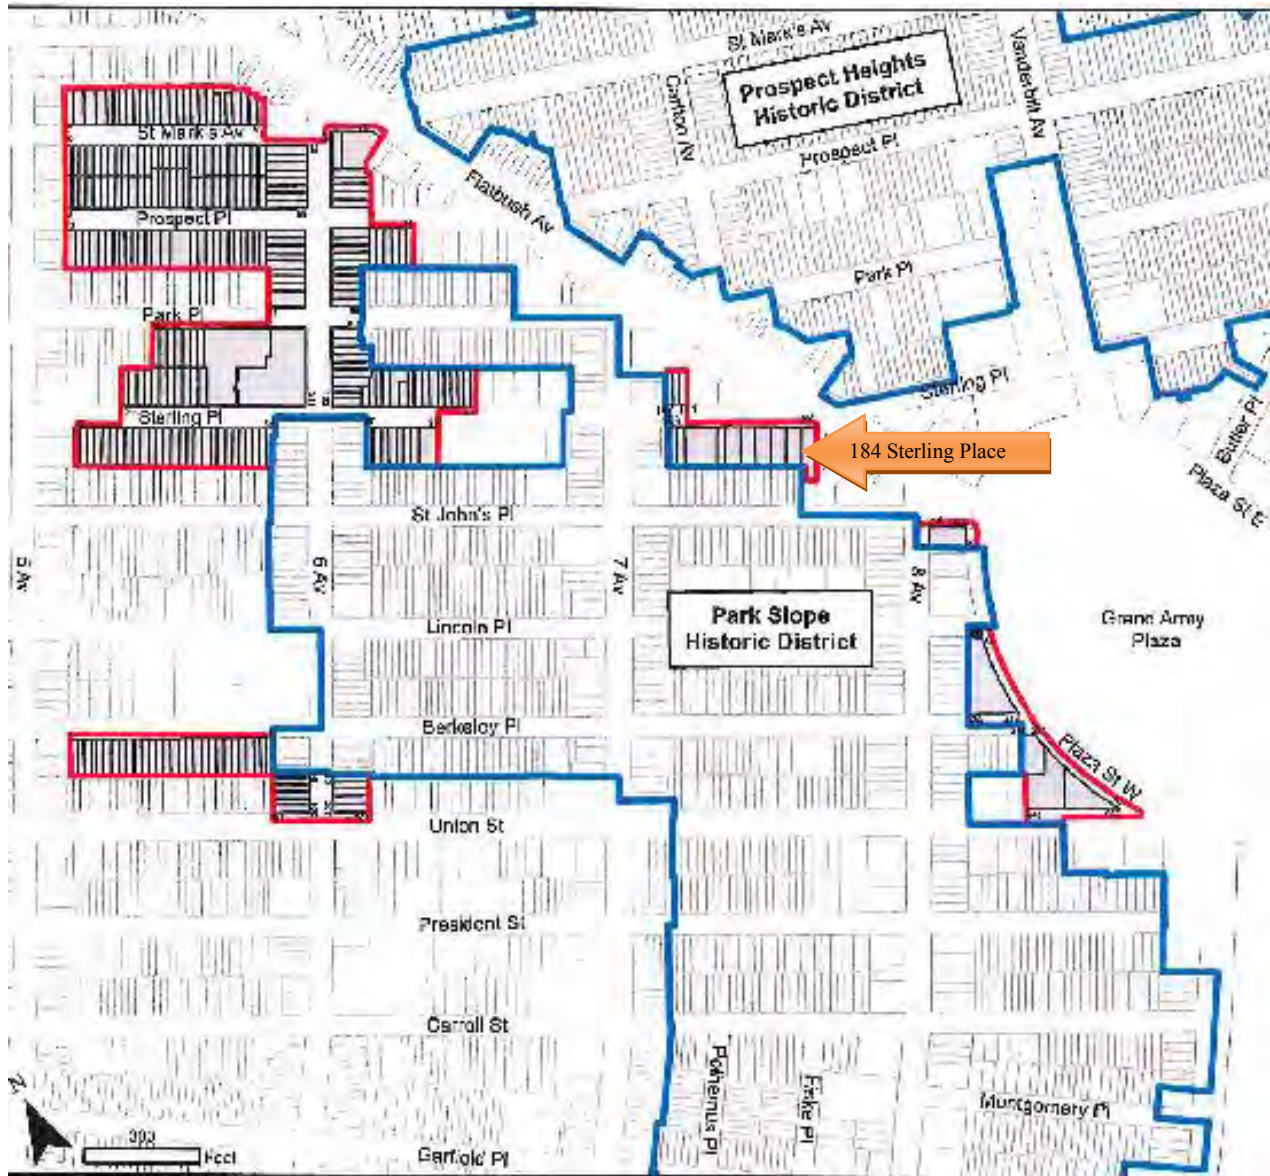 St Mark's Av
Vanderbilt Av
Carlton Av
Prospect Heights
Historic District
St Mark's Av
Prospect Pl
Flatbush Av
Prospect Pl
Park Pl
Park Pl
Sterling Pl
Sterling Pl
Butler Pl
184 Sterling Place
Plaza St E
St John's Pl
5 Av
6 Av
7 Av
8 Av
Park Slope
Historic District
Grand Army
Plaza
Lincoln Pl
Berkeley Pl
Plaza St W
Union St
President St
Carroll St
Polhemus Pl
Fiske Pl
Montgomery Pl
300
Feet
Garfield Pl